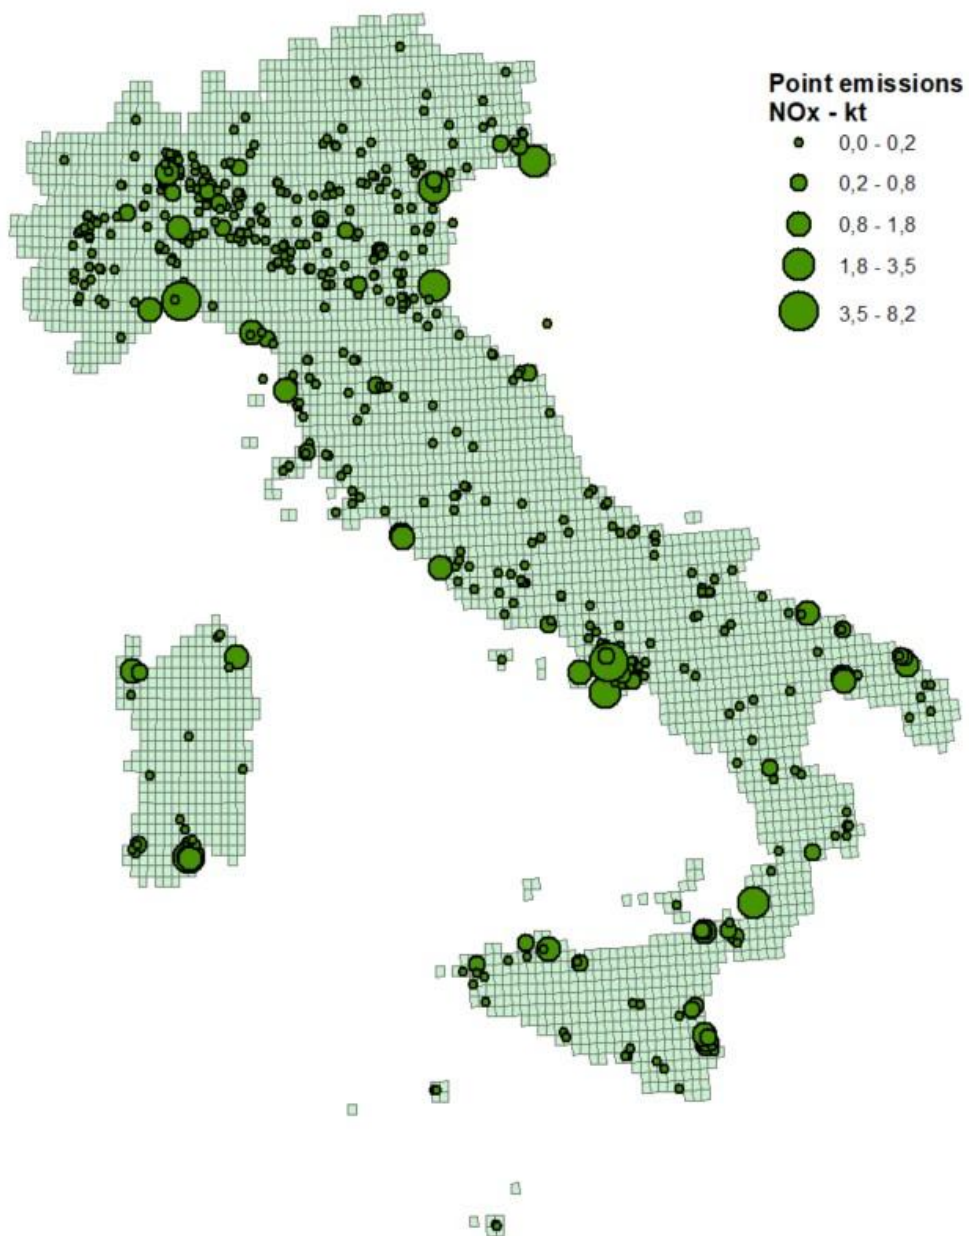 Point emissions
NOx - kt
0,0 - 0,2
0,2 - 0,8
0,8 - 1,8
1,8 - 3,5
3,5 - 8,2